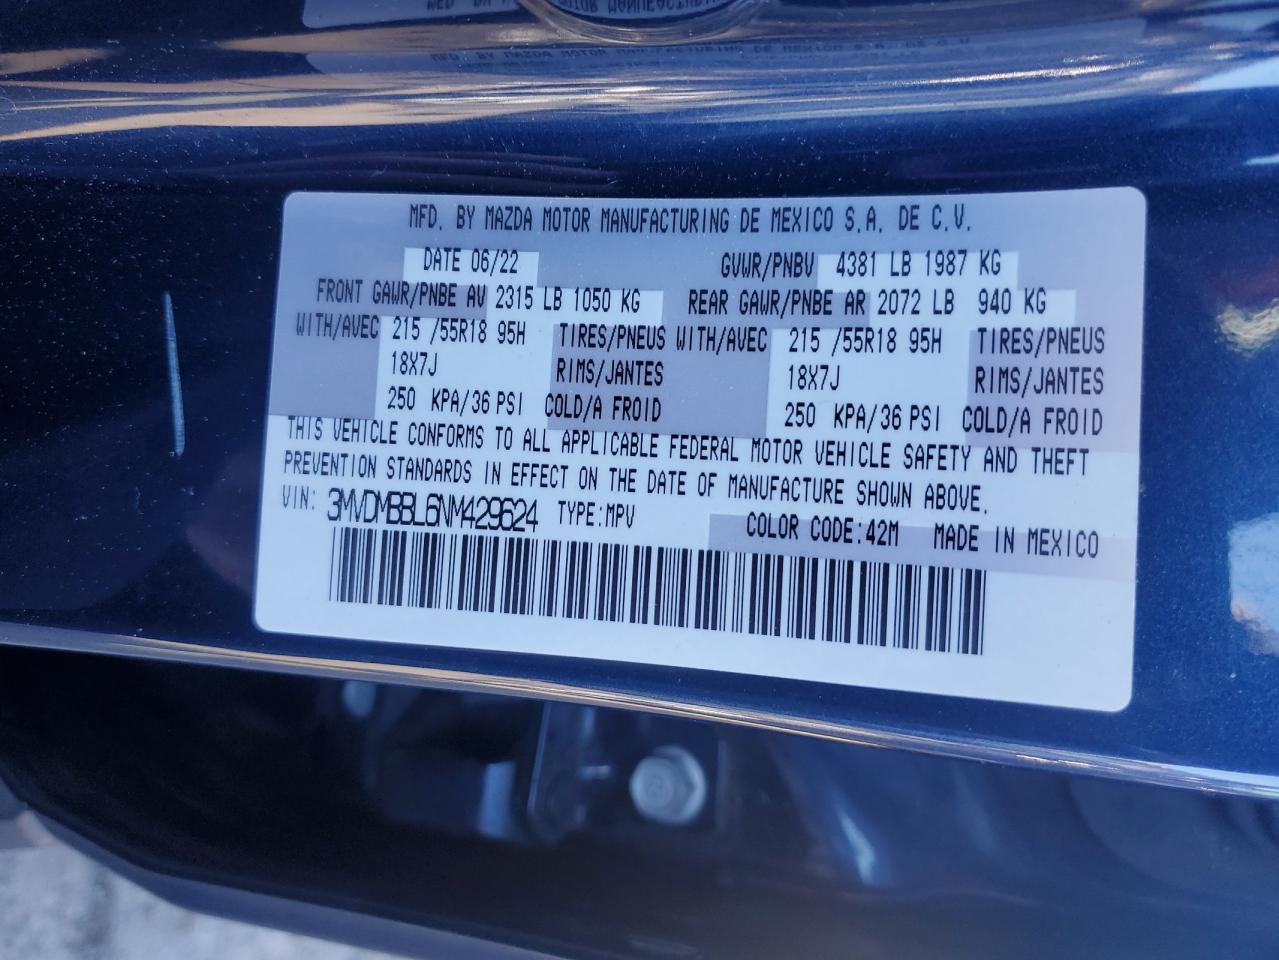 MFD. BY MAZDA MOTOR MANUFACTURING DE MEXICO S.A. DE C.V.
DATE 06/22 GVWR/PNBV 4381 LB 1987 KG
FRONT GAWR/PNBE AV 2315 LB 1050 KG REAR GAWR/PNBE AR 2072 LB 940 KG
WITH/AVEC 215 /55R18 95H TIRES/PNEUS WITH/AVEC 215 /55R18 95H TIRES/PNEUS
18X7J RIMS/JANTES 18X7J RIMS/JANTES
250 KPA/36 PSI COLD/A FROID 250 KPA/36 PSI COLD/A FROID
THIS VEHICLE CONFORMS TO ALL APPLICABLE FEDERAL MOTOR VEHICLE SAFETY AND THEFT
PREVENTION STANDARDS IN EFFECT ON THE DATE OF MANUFACTURE SHOWN ABOVE.
VIN: 3MVDMBBL6NM429624 TYPE:MPV COLOR CODE:42M MADE IN MEXICO